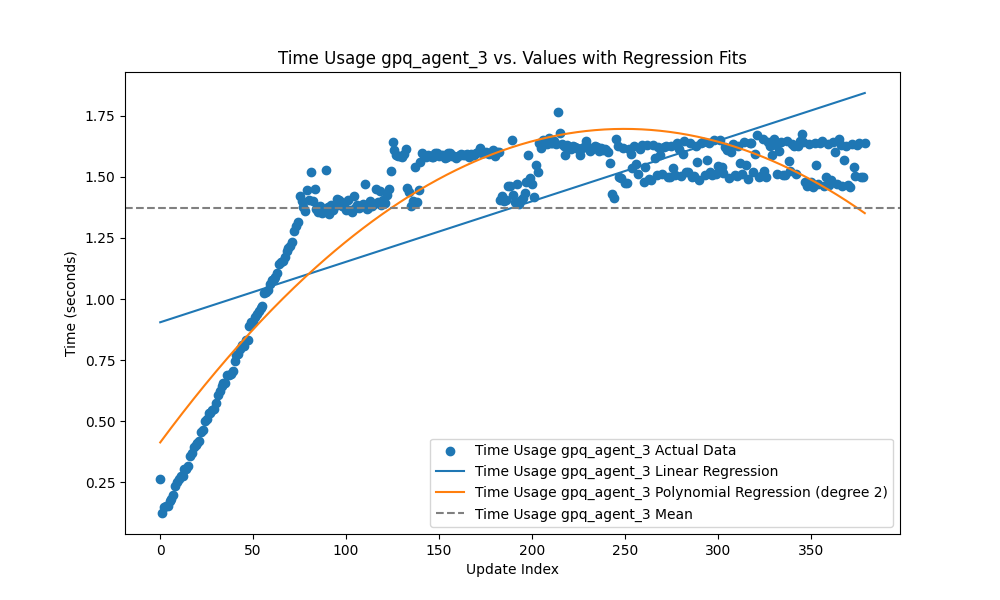 Time Usage gpq_agent_3 vs. Values with Regression Fits
Time (seconds)
1.75
1.50
1.25
1.00
0.75
0.50
0.25
0 50 100 150 200 250 300 350
Update Index
Time Usage gpq_agent_3 Actual Data
Time Usage gpq_agent_3 Linear Regression
Time Usage gpq_agent_3 Polynomial Regression (degree 2)
Time Usage gpq_agent_3 Mean